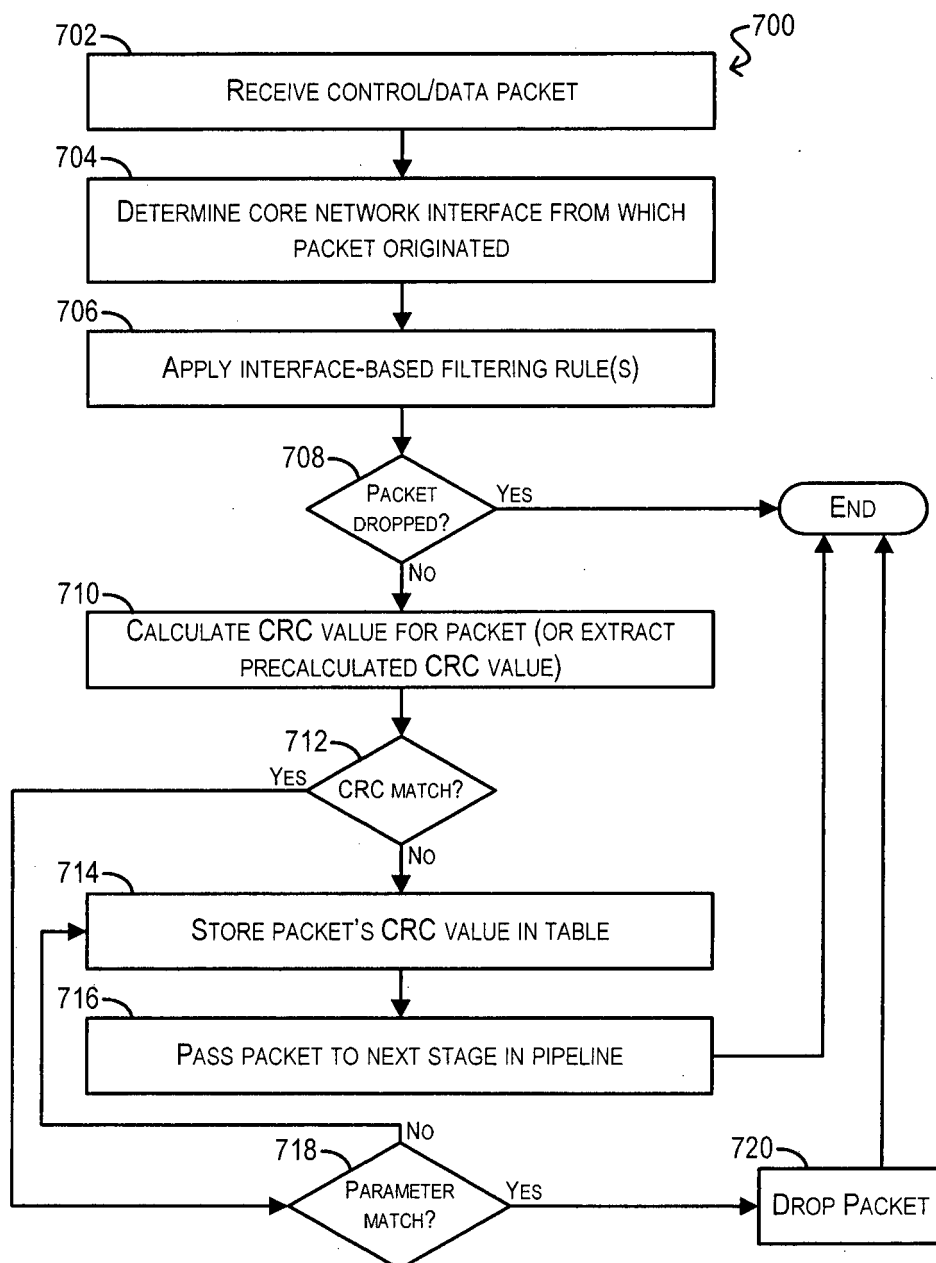 700
702
RECEIVE CONTROL/DATA PACKET
704
DETERMINE CORE NETWORK INTERFACE FROM WHICH
PACKET ORIGINATED
706
APPLY INTERFACE-BASED FILTERING RULE(S)
708
PACKET
DROPPED?
YES
END
NO
710
CALCULATE CRC VALUE FOR PACKET (OR EXTRACT
PRECALCULATED CRC VALUE)
712
YES
CRC MATCH?
NO
714
STORE PACKET'S CRC VALUE IN TABLE
716
PASS PACKET TO NEXT STAGE IN PIPELINE
NO
718
PARAMETER
MATCH?
YES
720
DROP PACKET